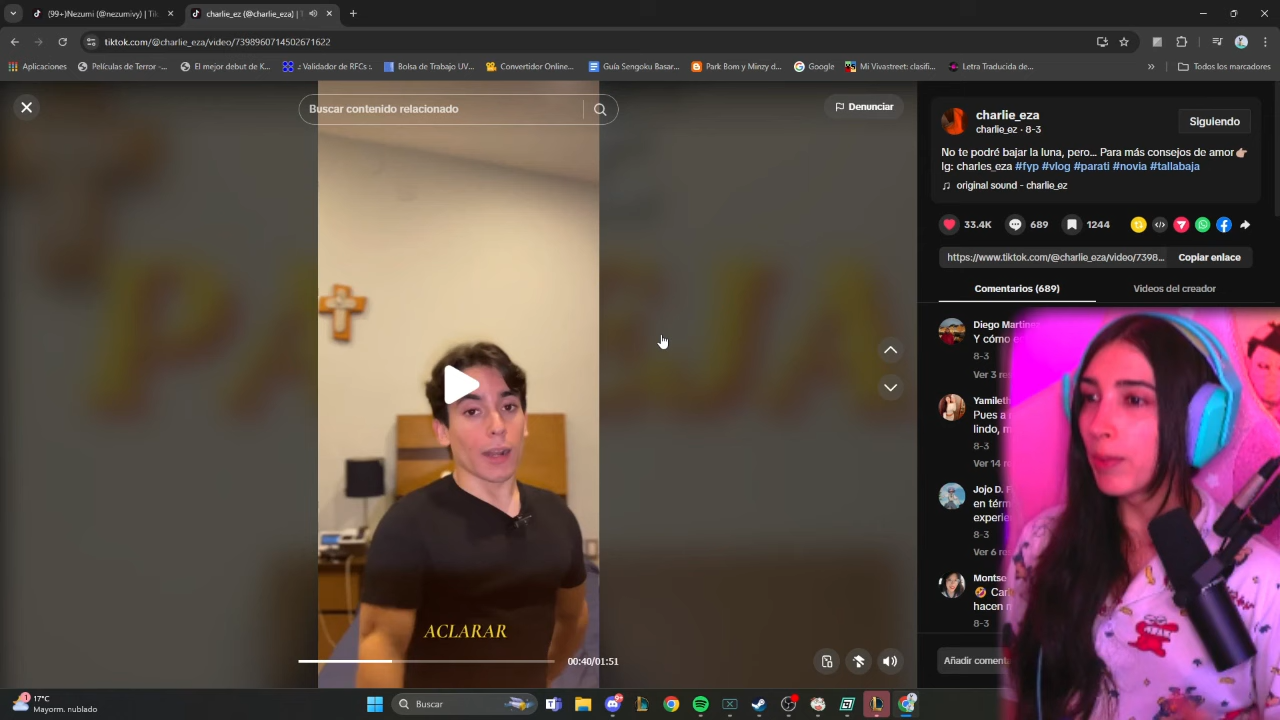 (99+)Nezumi (@nezumivy) | Tik
charlie_ez (@charlie_eza) | T
tiktok.com/@charlie_eza/video/7398960714502671622
Aplicaciones
Películas de Terror -...
El mejor debut de K...
.: Validador de RFCs :.
Bolsa de Trabajo UV...
Convertidor Online...
Guía Sengoku Basar...
Park Bom y Minzy d...
Google
Mi Vivastreet: clasifi...
Letra Traducida de...
Todos los marcadores
Buscar contenido relacionado
Denunciar
ACLARAR
00:40/01:51
charlie_eza
charlie_ez · 8-3
Siguiendo
No te podré bajar la luna, pero... Para más consejos de amor👉🏼
Ig: charles_eza #fyp #vlog #parati #novia #tallabaja
original sound - charlie_ez
33.4K
689
1244
https://www.tiktok.com/@charlie_eza/video/7398...
Copiar enlace
Comentarios (689)
Videos del creador
Diego Martinez
Y cómo
8-3
Ver 3
Yamileth
Pues a
lindo,
8-3
Ver 14
Jojo D.
en
experie
8-3
Ver 6
Montse
🤣
hacen
8-3
Añadir
17°C
Mayorm. nublado
Buscar